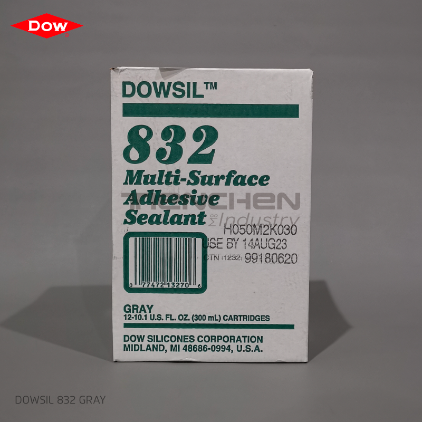 Dow
DOWSIL™
832
Multi-Surface
Adhesive
Sealant
Industry
H050M2K030
USE BY 14AUG23
99180620
GRAY
12-10.1 U.S. FL. OZ. (300 mL) CARTRIDGES
DOW SILICONES CORPORATION
MIDLAND, MI 48686-0994, U.S.A.
DOWSIL 832 GRAY